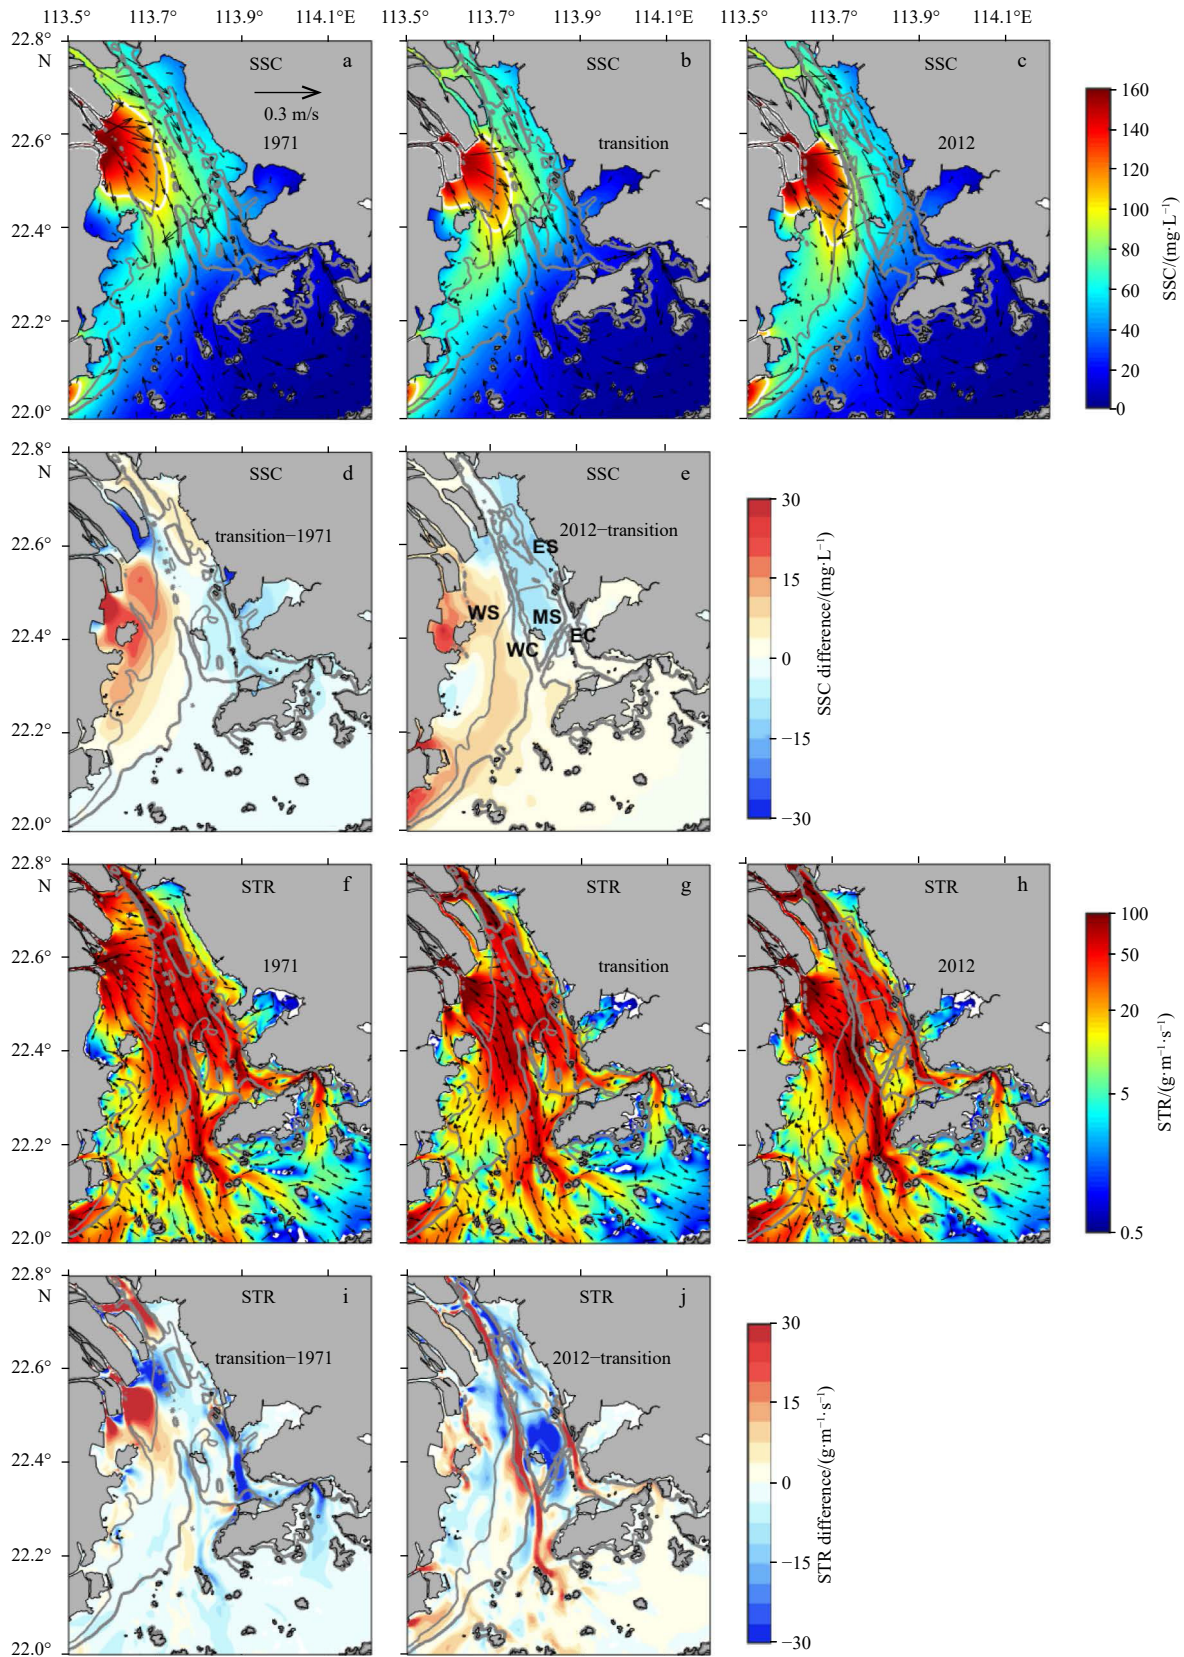 113.5° 113.7° 113.9° 114.1°E 113.5° 113.7° 113.9° 114.1°E 113.5° 113.7° 113.9° 114.1°E
22.8°
N
22.6°
22.4°
22.2°
22.0°
SSC a
0.3 m/s
1971
SSC b
transition
SSC c
2012
160
140
120
100
80
60
40
20
0
SSC/(mg·L⁻¹)
22.8°
N
22.6°
22.4°
22.2°
22.0°
SSC d
transition−1971
SSC e
2012−transition
ES
WS
MS
EC
WC
30
15
0
−15
−30
SSC difference/(mg·L⁻¹)
22.8°
N
22.6°
22.4°
22.2°
22.0°
STR f
1971
STR g
transition
STR h
2012
100
50
20
5
0.5
STR/(g·m⁻¹·s⁻¹)
22.8°
N
22.6°
22.4°
22.2°
22.0°
STR i
transition−1971
STR j
2012−transition
30
15
0
−15
−30
STR difference/(g·m⁻¹·s⁻¹)